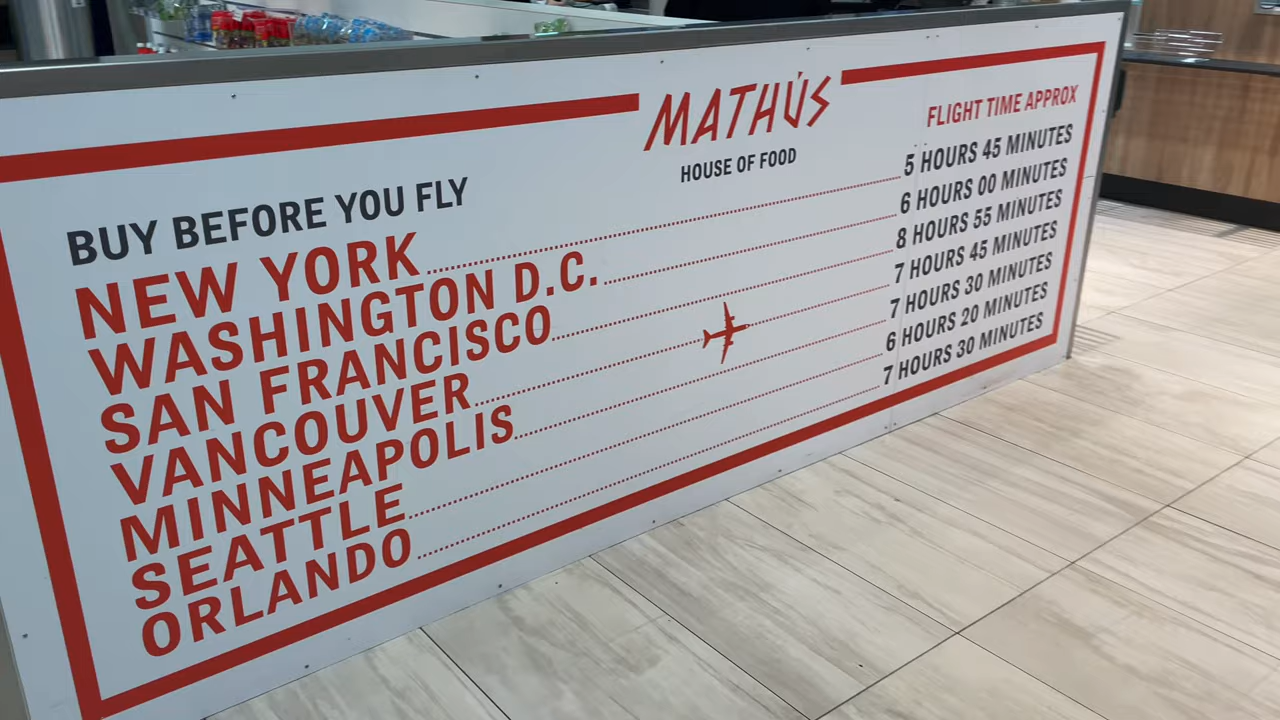 MATHÚS
HOUSE OF FOOD
BUY BEFORE YOU FLY
FLIGHT TIME APPROX
NEW YORK 5 HOURS 45 MINUTES
WASHINGTON D.C. 6 HOURS 00 MINUTES
SAN FRANCISCO 8 HOURS 55 MINUTES
VANCOUVER 7 HOURS 45 MINUTES
MINNEAPOLIS 7 HOURS 30 MINUTES
SEATTLE 6 HOURS 20 MINUTES
ORLANDO 7 HOURS 30 MINUTES